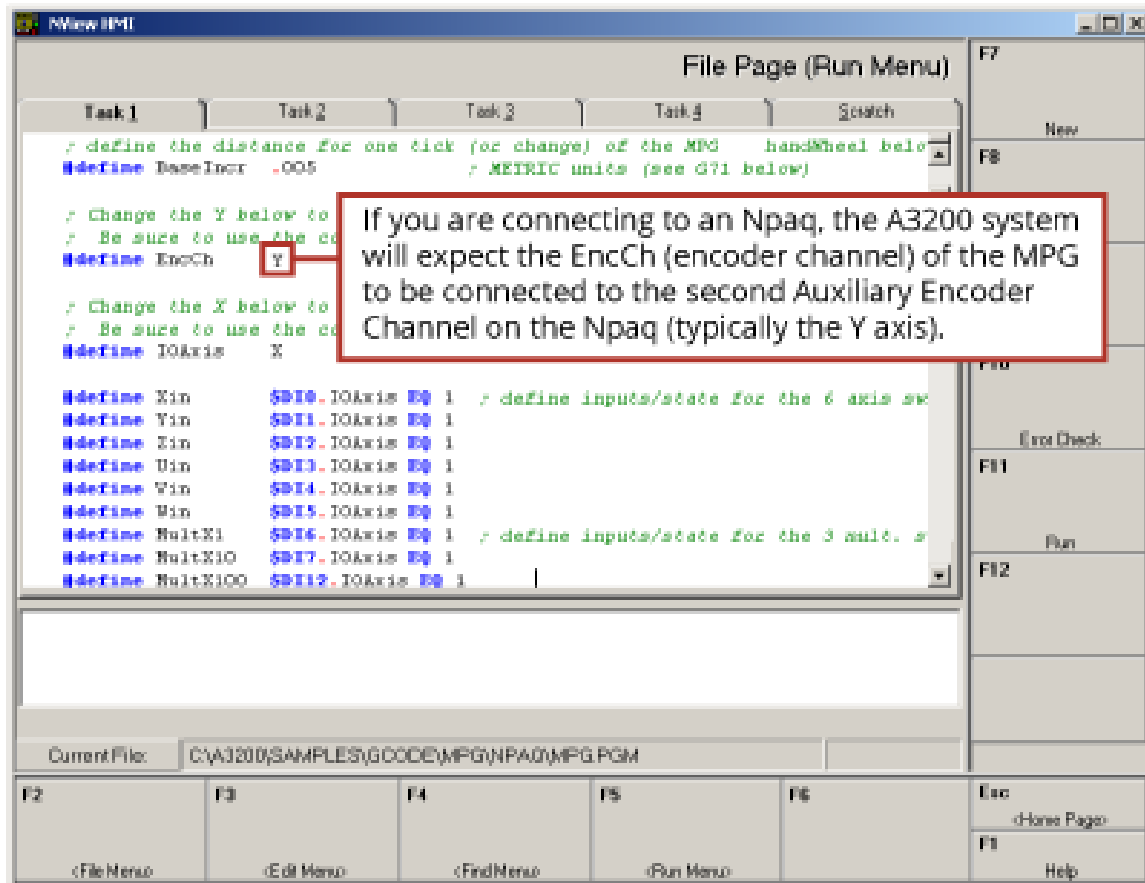 NView HMI
File Page (Run Menu)
Task 1 Task 2 Task 3 Task 4 Scratch
; define the distance for one tick (or change) of the MPG handWheel belo
#define BaseIncr .005 ; METRIC units (see G71 below)
; Change the Y below to
; Be sure to use the co
#define EncCh Y
If you are connecting to an Npaq, the A3200 system
will expect the EncCh (encoder channel) of the MPG
to be connected to the second Auxiliary Encoder
Channel on the Npaq (typically the Y axis).
; Change the X below to
; Be sure to use the co
#define IOAxis X
#define Xin $DI0.IOAxis EQ 1 ; define inputs/state for the 6 axis sw
#define Yin $DI1.IOAxis EQ 1
#define Zin $DI2.IOAxis EQ 1
#define Uin $DI3.IOAxis EQ 1
#define Vin $DI4.IOAxis EQ 1
#define Win $DI5.IOAxis EQ 1
#define MultX1 $DI6.IOAxis EQ 1 ; define inputs/state for the 3 mult. s
#define MultX10 $DI7.IOAxis EQ 1
#define MultX100 $DI12.IOAxis EQ 1
Current File: C:\A3200\SAMPLES\GCODE\MPG\NPAQ\MPG.PGM
F7
New
F8
F10
Error Check
F11
Run
F12
F2 F3 F4 F5 F6
<File Menu> <Edit Menu> <Find Menu> <Run Menu>
Esc
<Home Page>
F1
Help